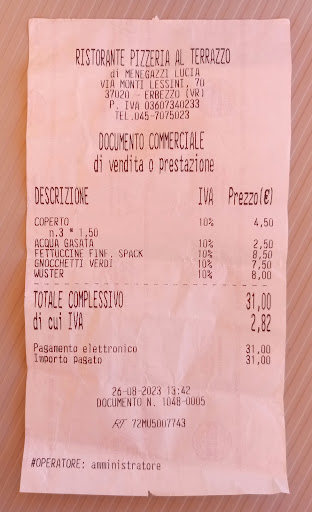 RISTORANTE PIZZERIA AL TERRAZZO
di MENEGAZZI LUCIA
VIA MONTI LESSINI, 70
37020 - ERBEZZO (VR)
P. IVA 03607340233
TEL.045-7075023
DOCUMENTO COMMERCIALE
di vendita o prestazione
DESCRIZIONE IVA Prezzo(€)
COPERTO 10% 4,50
n.3 * 1,50
ACQUA GASATA 10% 2,50
FETTUCCINE FINF. SPACK 10% 8,50
GNOCCHETTI VERDI 10% 7,50
WUSTER 10% 8,00
TOTALE COMPLESSIVO 31,00
di cui IVA 2,82
Pagamento elettronico 31,00
Importo pagato 31,00
26-08-2023 13:42
DOCUMENTO N. 1048-0005
RT 72MU5007743
#OPERATORE: amministratore